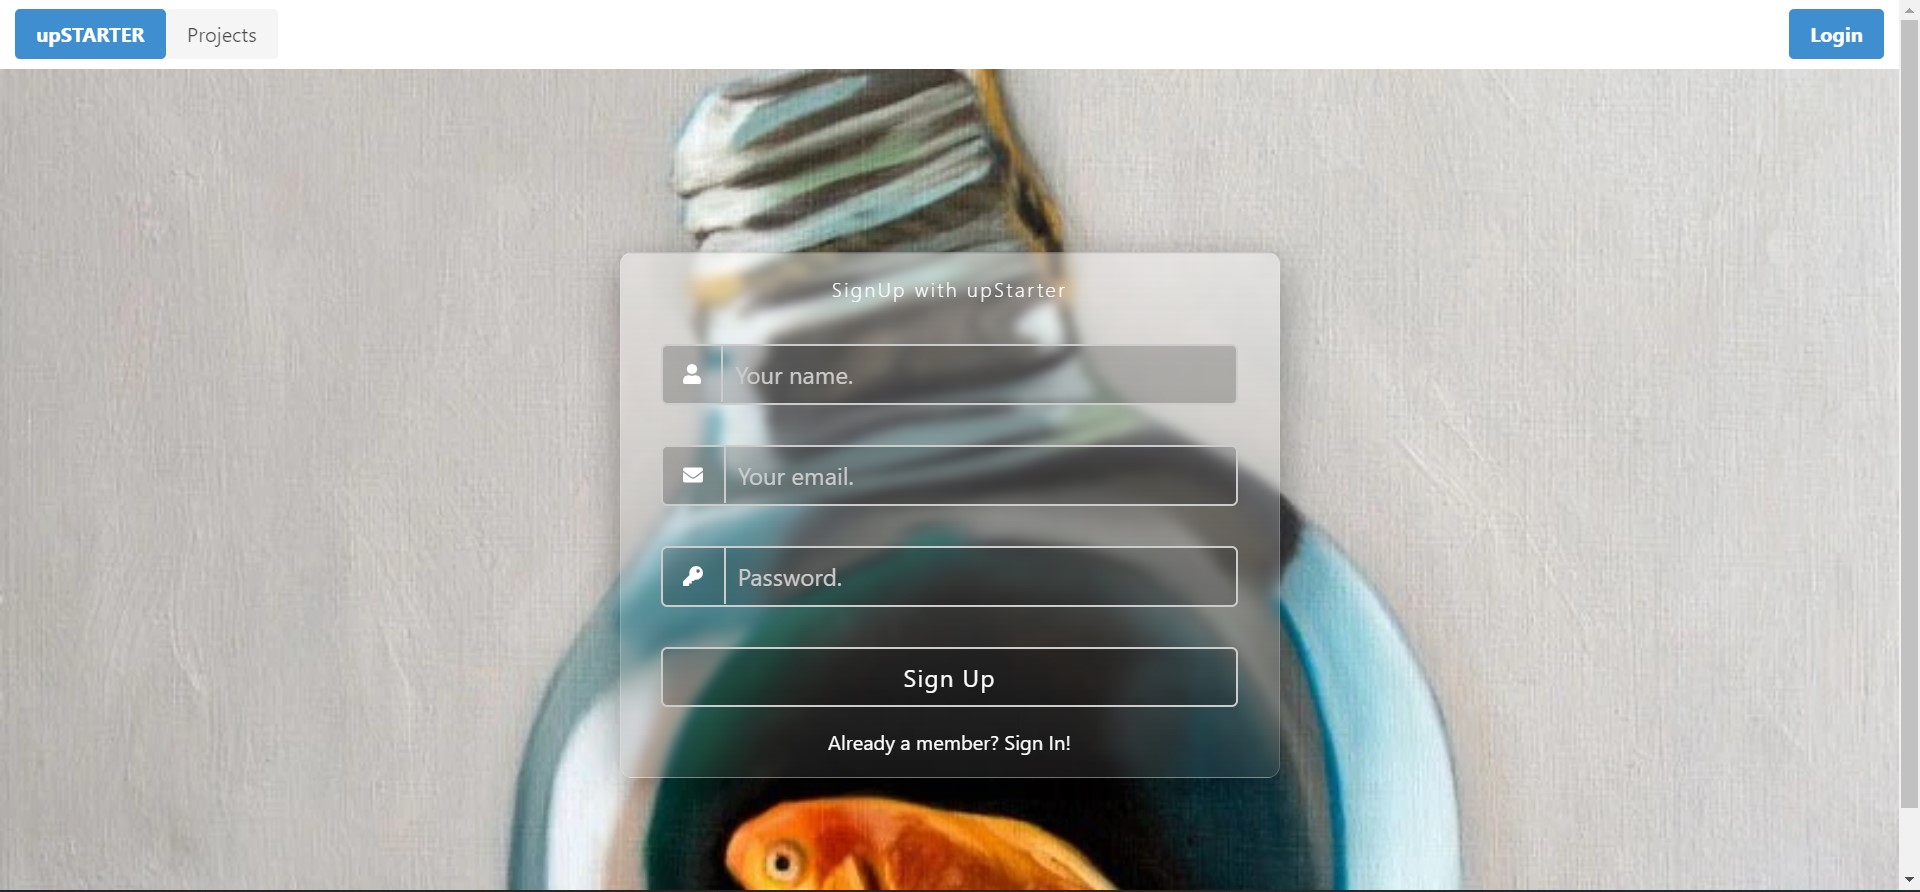 upSTARTER Projects Login
SignUp with upStarter
Your name.
Your email.
Password.
Sign Up
Already a member? Sign In!